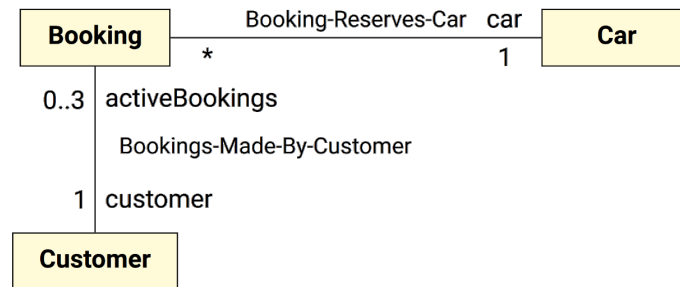 Booking-Reserves-Car car
Booking
Car
* 1
0..3 activeBookings
Bookings-Made-By-Customer
1 customer
Customer